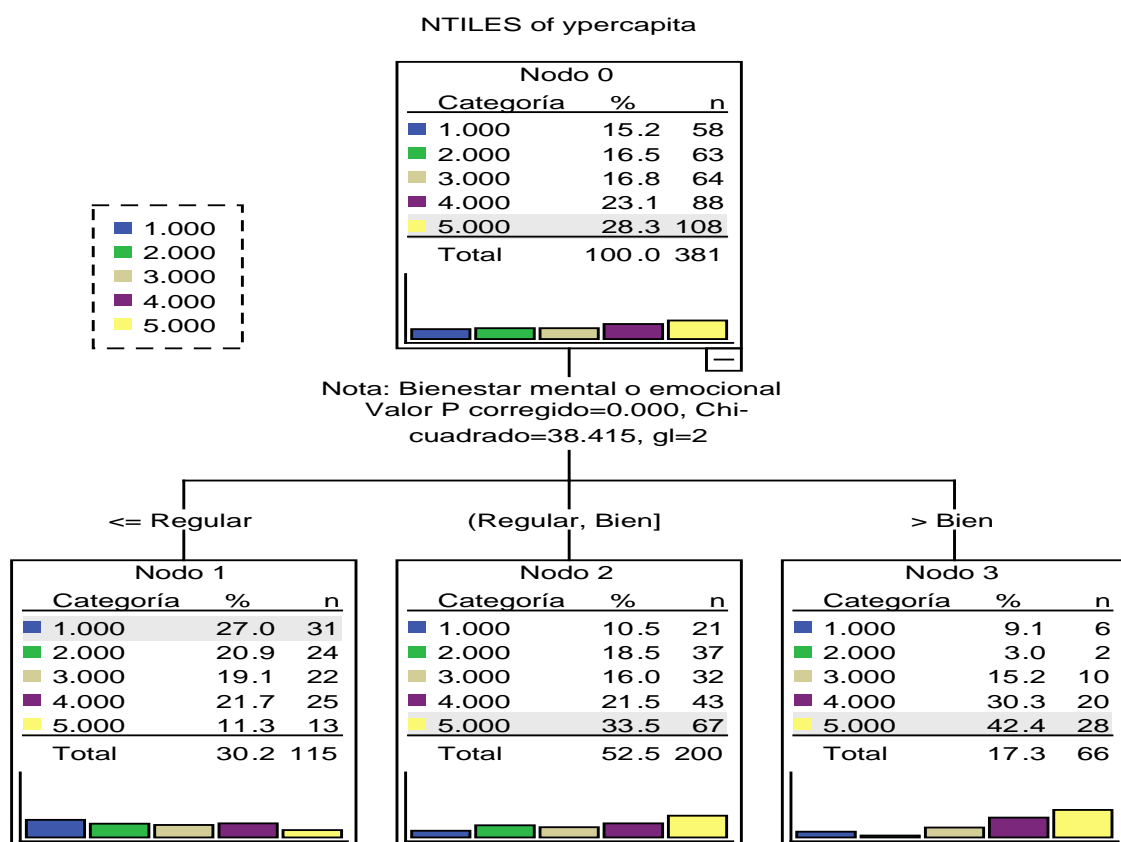 NTILES of ypercapita
Nodo 0
Categoría % n
1.000 15.2 58
2.000 16.5 63
3.000 16.8 64
4.000 23.1 88
5.000 28.3 108
Total 100.0 381
1.000
2.000
3.000
4.000
5.000
Nota: Bienestar mental o emocional
Valor P corregido=0.000, Chi-
cuadrado=38.415, gl=2
<= Regular
(Regular, Bien]
> Bien
Nodo 1
Categoría % n
1.000 27.0 31
2.000 20.9 24
3.000 19.1 22
4.000 21.7 25
5.000 11.3 13
Total 30.2 115
Nodo 2
Categoría % n
1.000 10.5 21
2.000 18.5 37
3.000 16.0 32
4.000 21.5 43
5.000 33.5 67
Total 52.5 200
Nodo 3
Categoría % n
1.000 9.1 6
2.000 3.0 2
3.000 15.2 10
4.000 30.3 20
5.000 42.4 28
Total 17.3 66